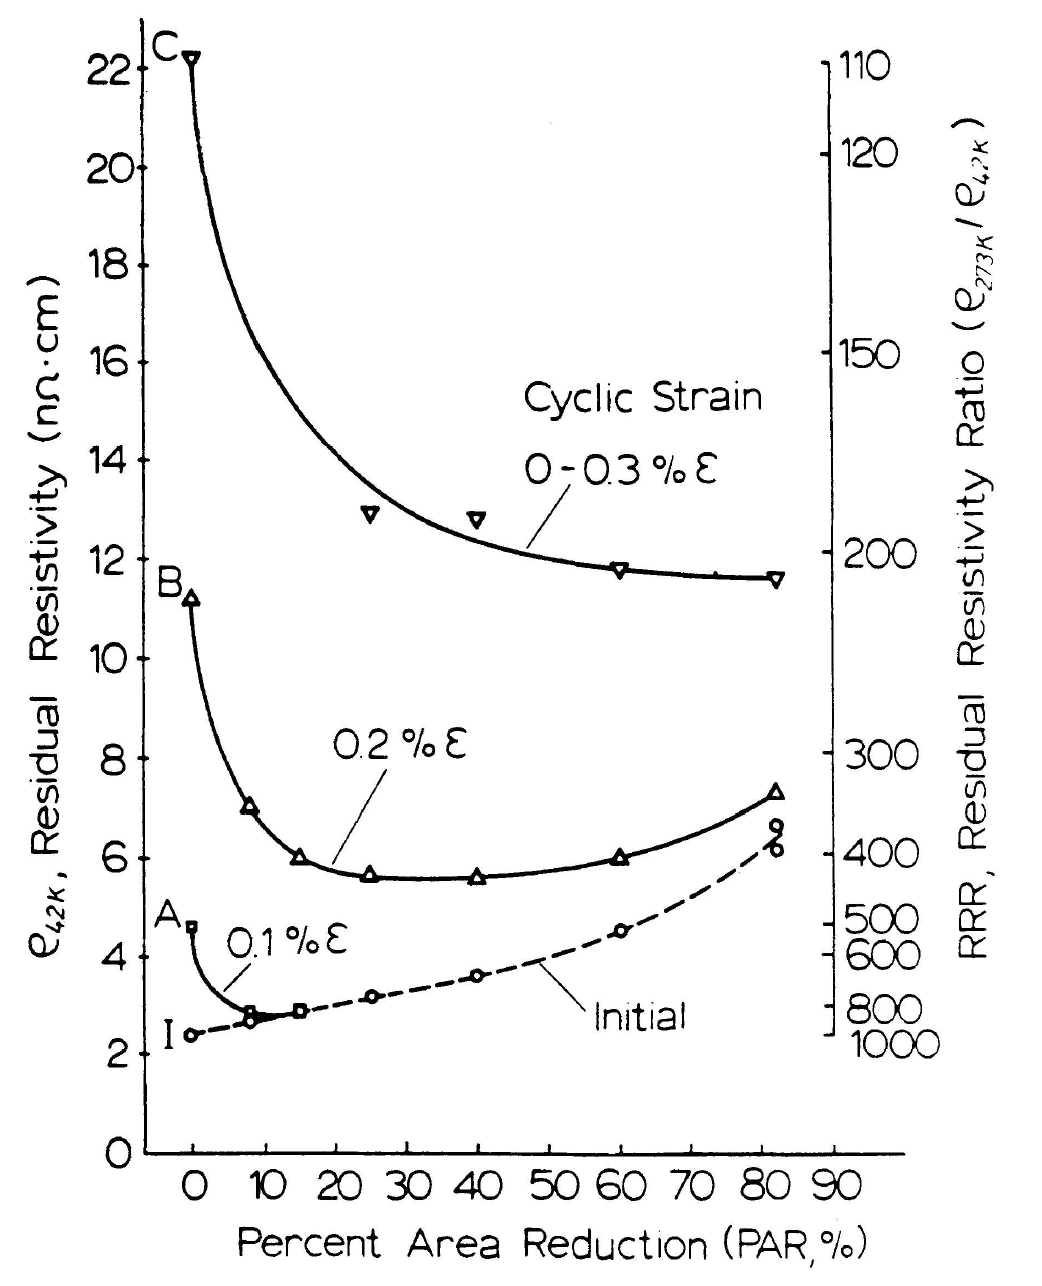 C
22
20
18
16
14
12
10
8
6
4
2
0
ρ4.2K, Residual Resistivity (nΩ·cm)
110
120
150
200
300
400
500
600
800
1000
RRR, Residual Resistivity Ratio (ρ273K/ρ4.2K)
Cyclic Strain
0-0.3%ε
B
0.2%ε
A
0.1%ε
I
Initial
0 10 20 30 40 50 60 70 80 90
Percent Area Reduction (PAR,%)